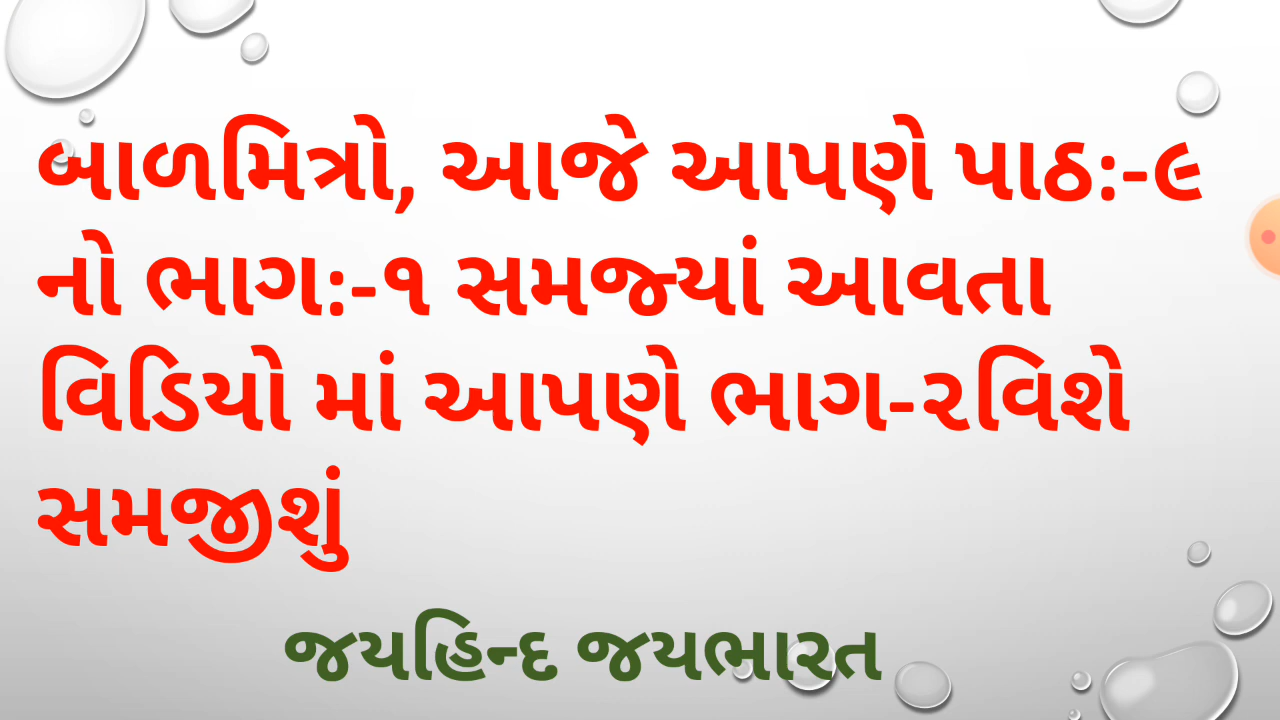 બાળમિત્રો, આજે આપણે પાઠ:-૯
નો ભાગ:-૧ સમજ્યાં આવતા
વિડિયો માં આપણે ભાગ-૨વિશે
સમજીશું
જયહિન્દ જયભારત